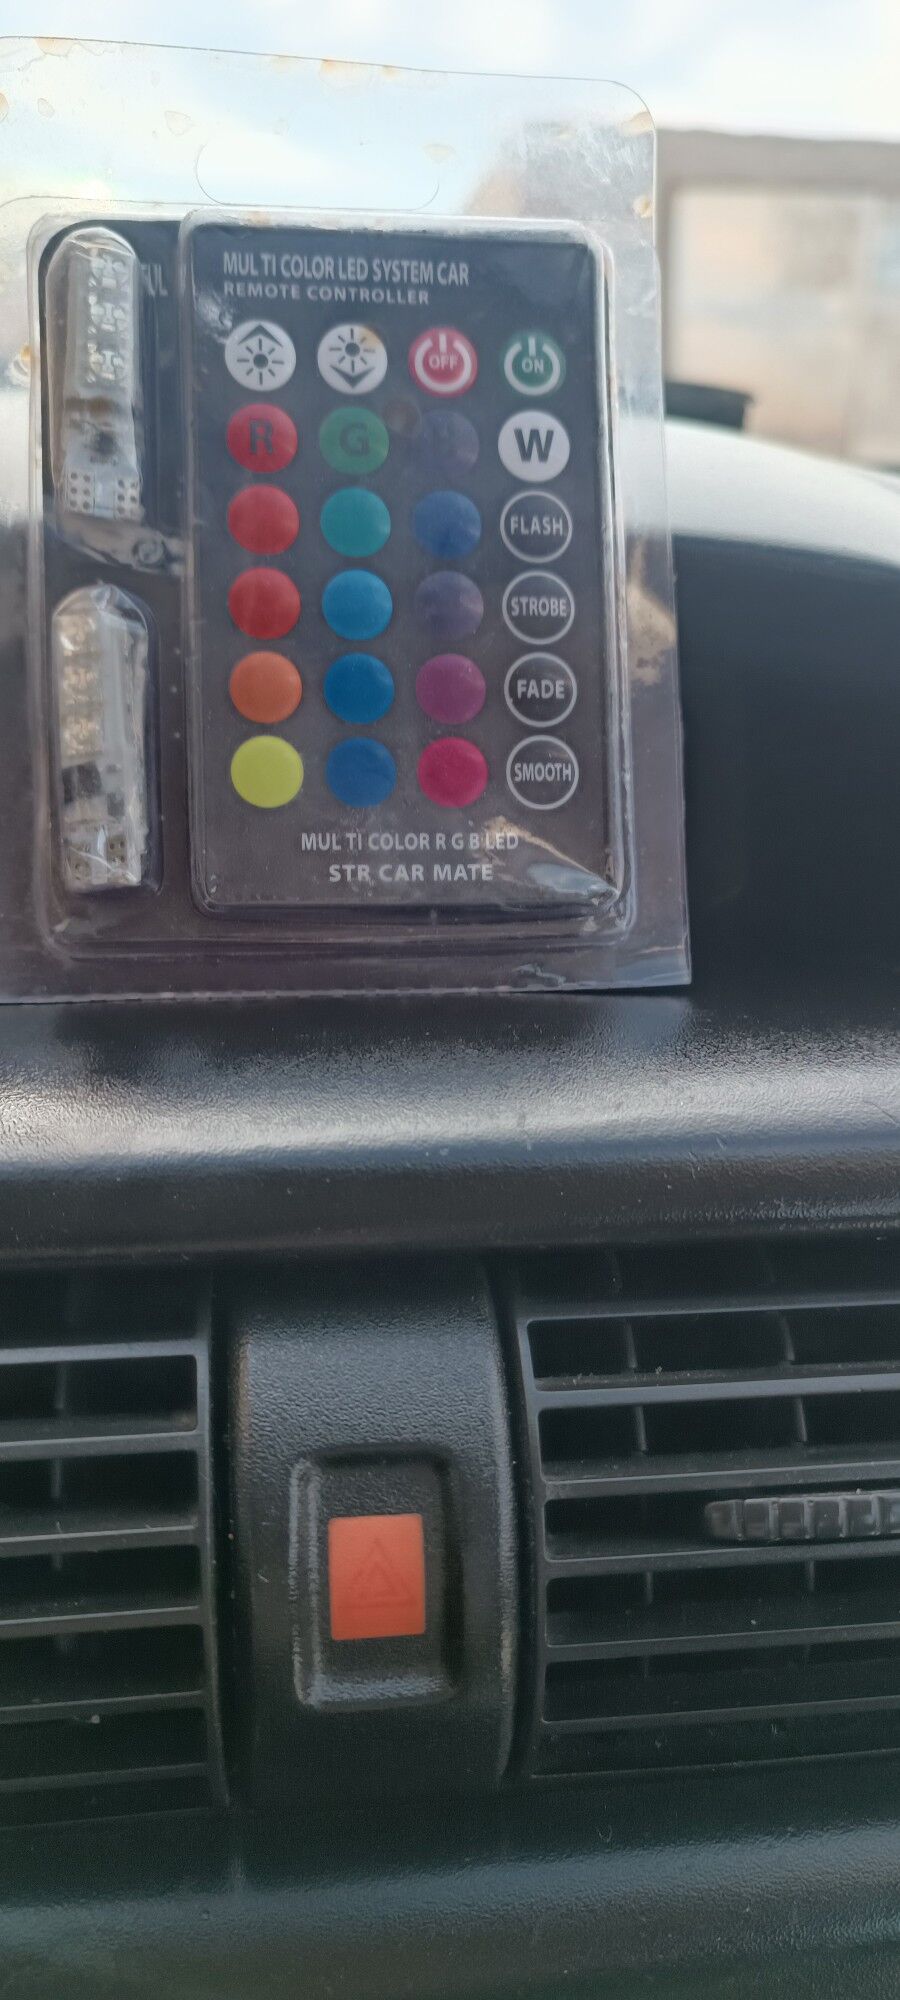 MUL TI COLOR LED SYSTEM CAR
REMOTE CONTROLLER
OFF ON
R G W
FLASH
STROBE
FADE
SMOOTH
MUL TI COLOR R G B LED
STR CAR MATE